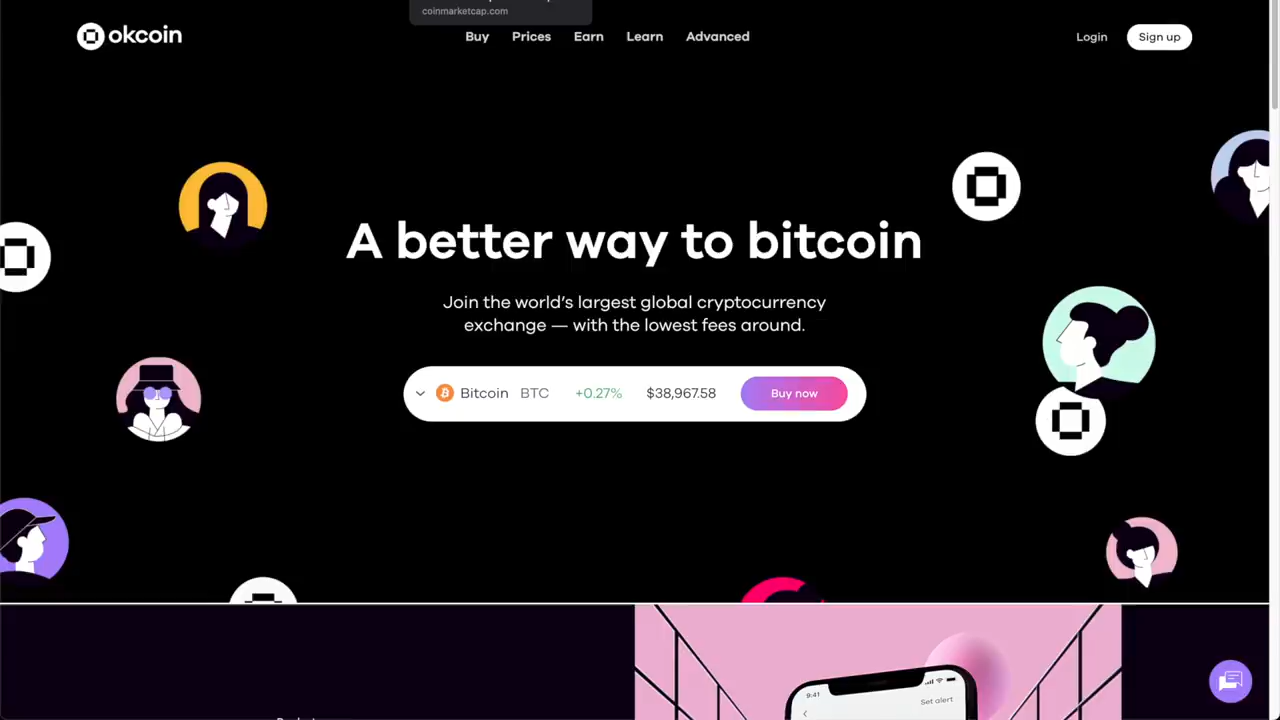 coinmarketcap.com
okcoin
Buy Prices Earn Learn Advanced
Login
Sign up
A better way to bitcoin
Join the world’s largest global cryptocurrency
exchange — with the lowest fees around.
Bitcoin BTC +0.27% $38,967.58 Buy now
9:41
Set alert